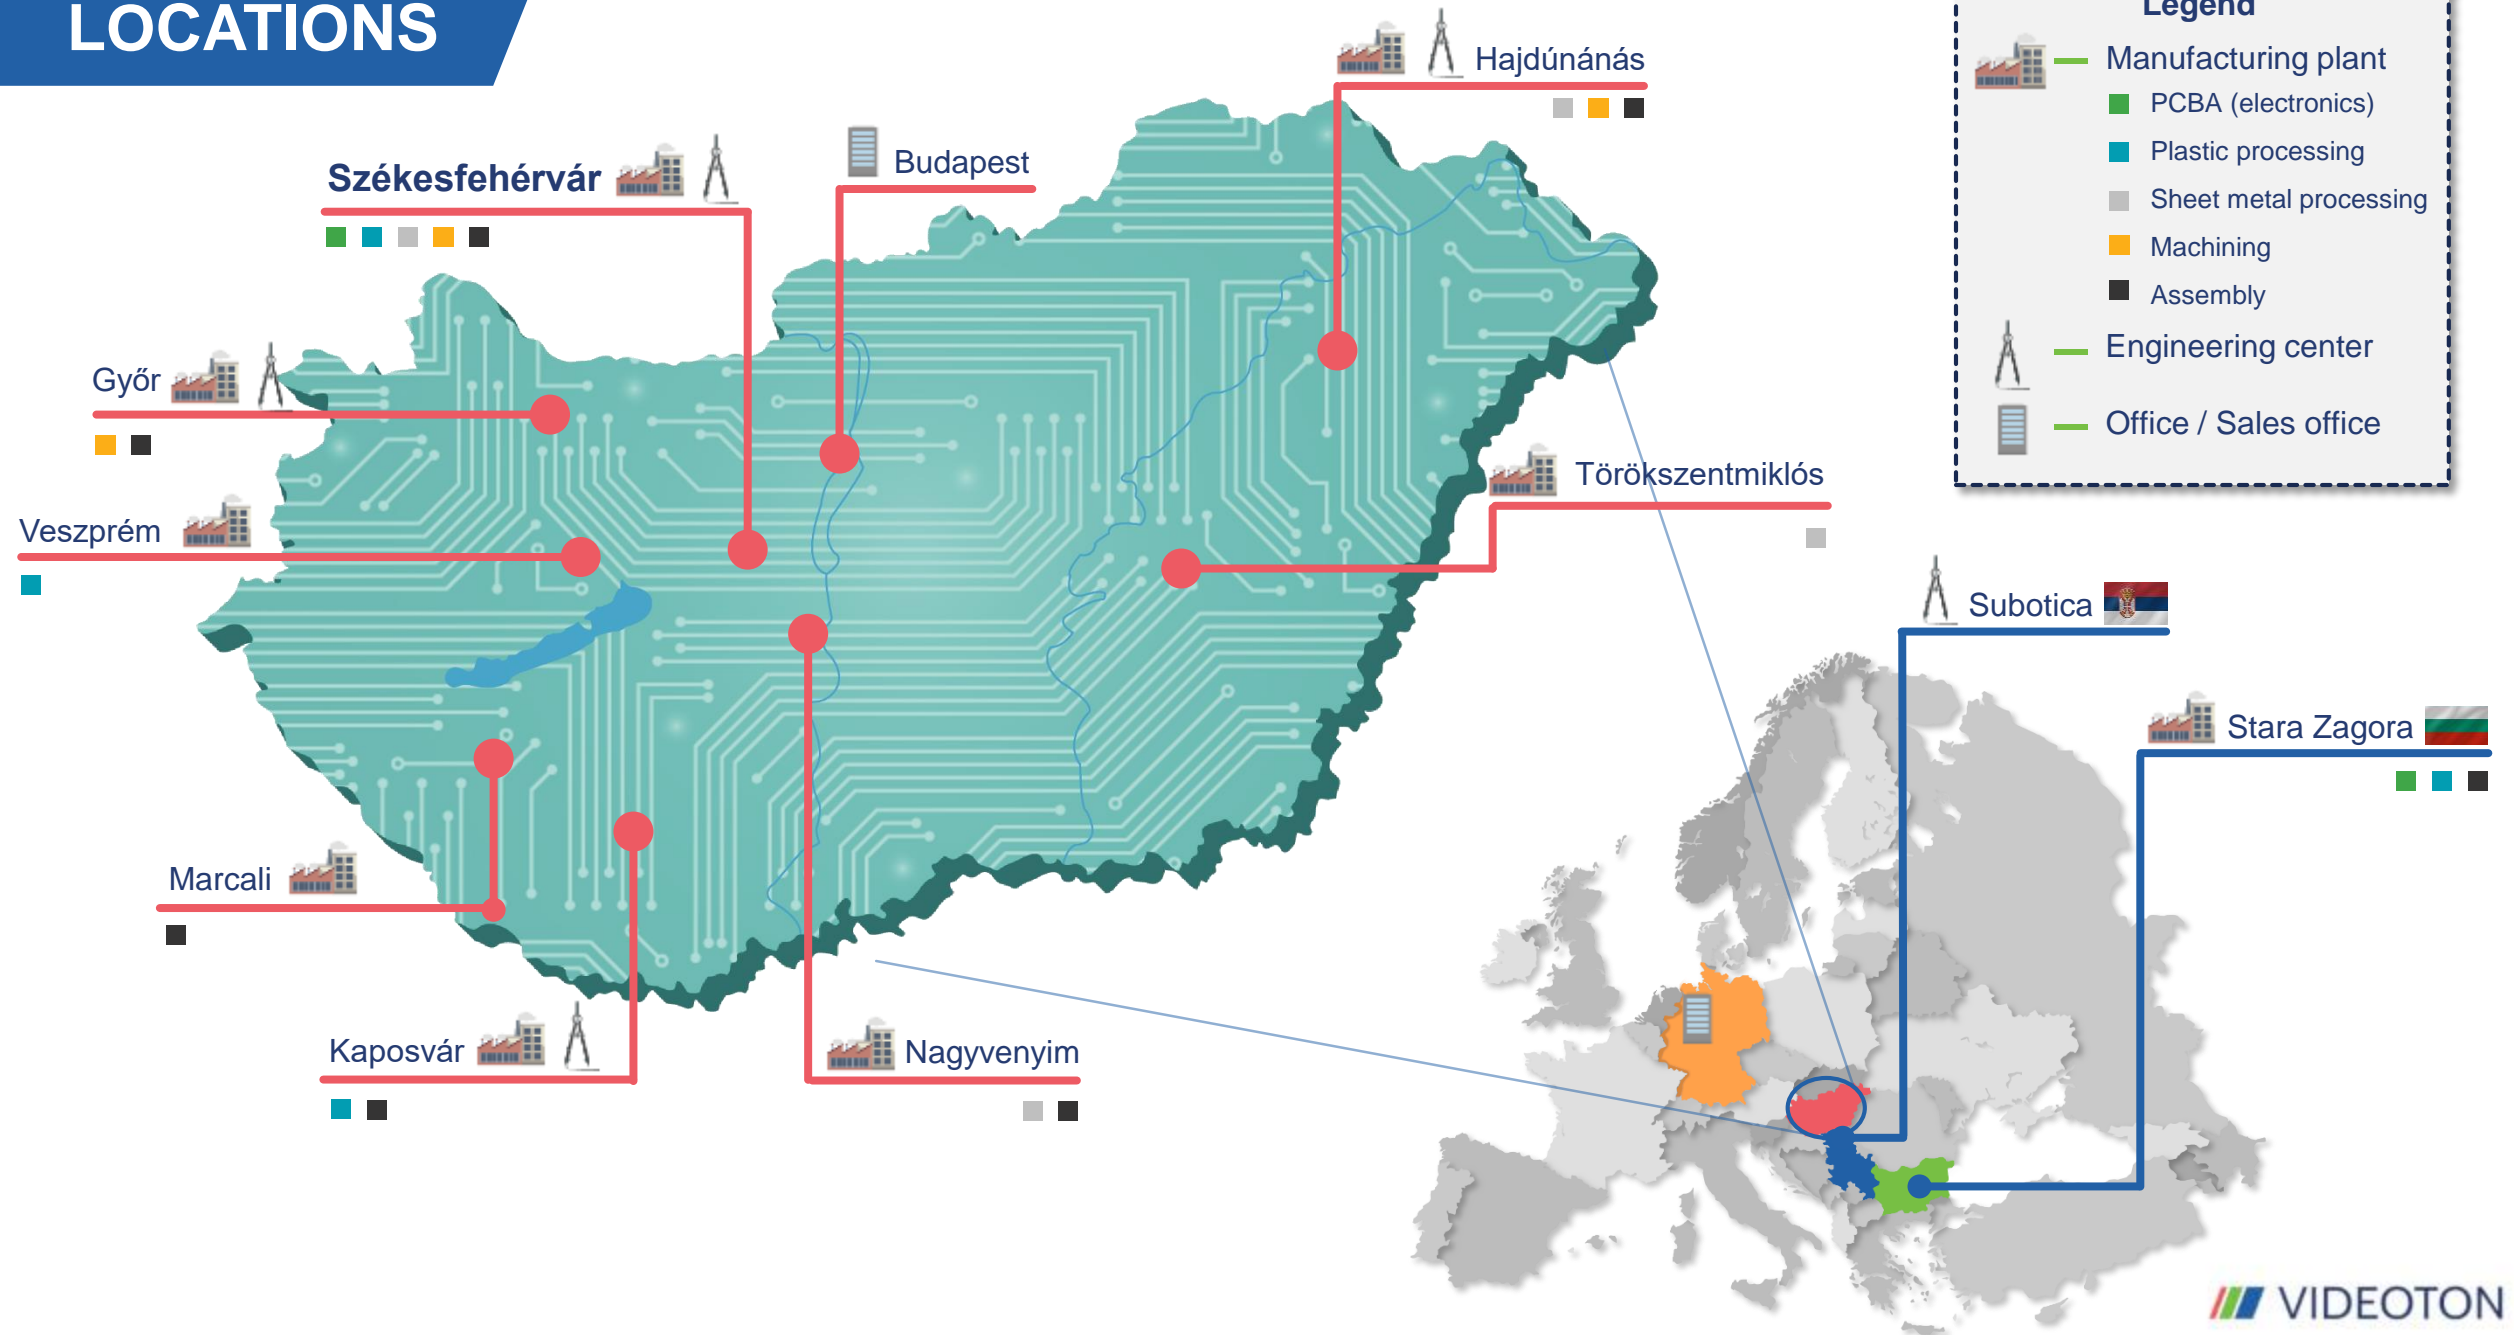 LOCATIONS
Hajdúnánás
Budapest
Székesfehérvár
Győr
Veszprém
Törökszentmiklós
Marcali
Kaposvár
Nagyvenyim
Legend
Manufacturing plant
PCBA (electronics)
Plastic processing
Sheet metal processing
Machining
Assembly
Engineering center
Office / Sales office
Subotica
Stara Zagora
VIDEOTON